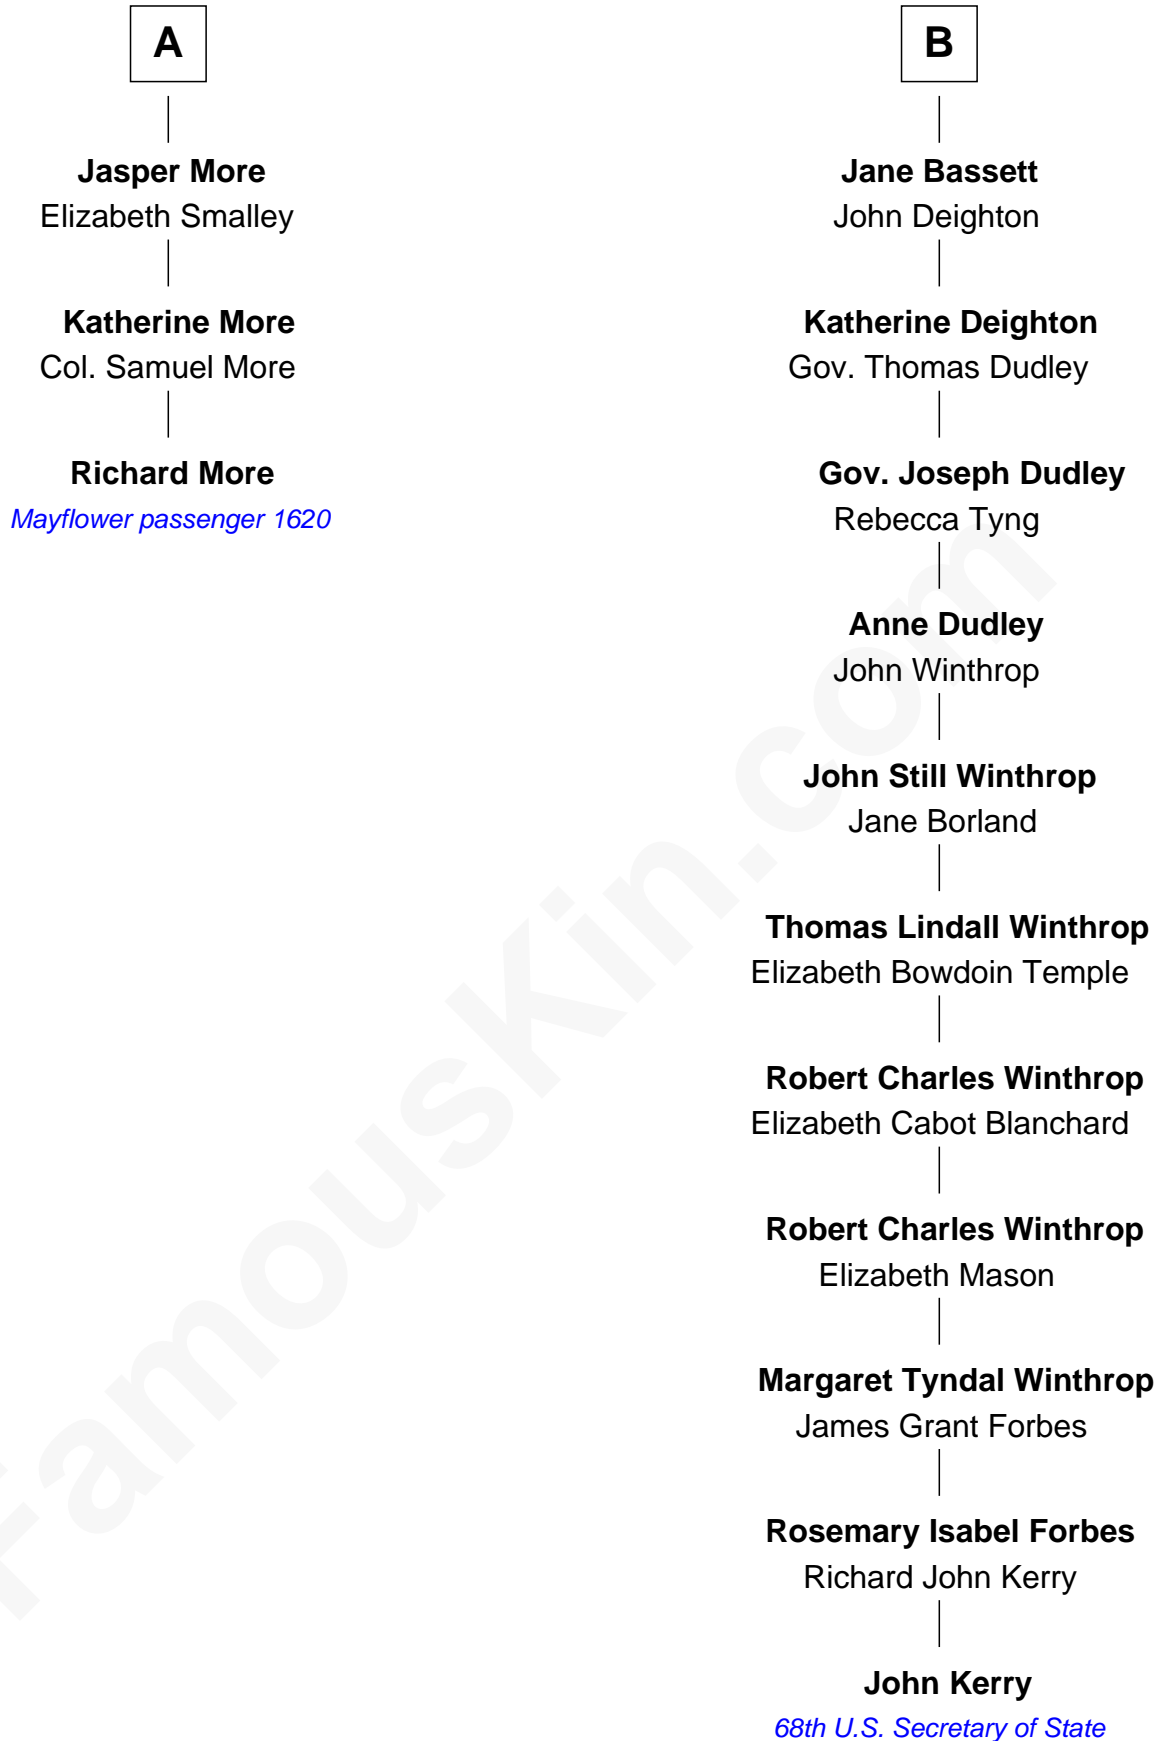 A
Jasper More
Elizabeth Smalley
Katherine More
Col. Samuel More
Richard More
Mayflower passenger 1620
B
Jane Bassett
John Deighton
Katherine Deighton
Gov. Thomas Dudley
Gov. Joseph Dudley
Rebecca Tyng
Anne Dudley
John Winthrop
John Still Winthrop
Jane Borland
Thomas Lindall Winthrop
Elizabeth Bowdoin Temple
Robert Charles Winthrop
Elizabeth Cabot Blanchard
Robert Charles Winthrop
Elizabeth Mason
Margaret Tyndal Winthrop
James Grant Forbes
Rosemary Isabel Forbes
Richard John Kerry
John Kerry
68th U.S. Secretary of State
FamousKin.com